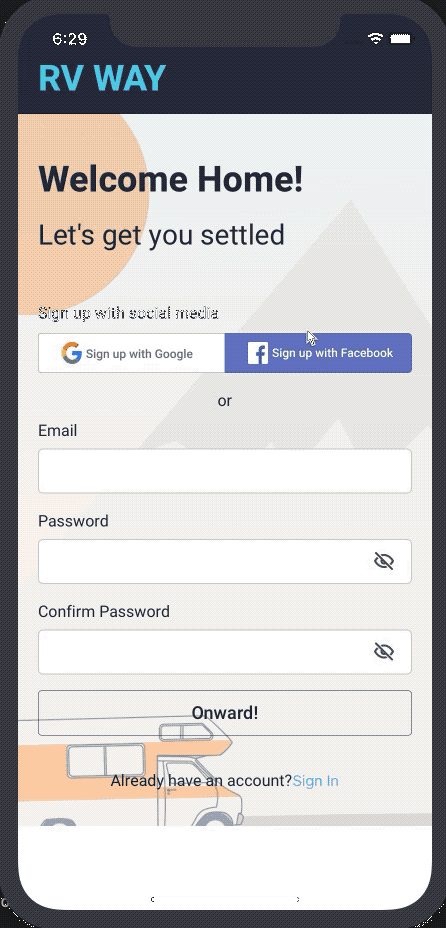 6:29
RV WAY
Welcome Home!
Let's get you settled
Sign up with social media
Sign up with Google
Sign up with Facebook
or
Email
Password
Confirm Password
Onward!
Already have an account?Sign In